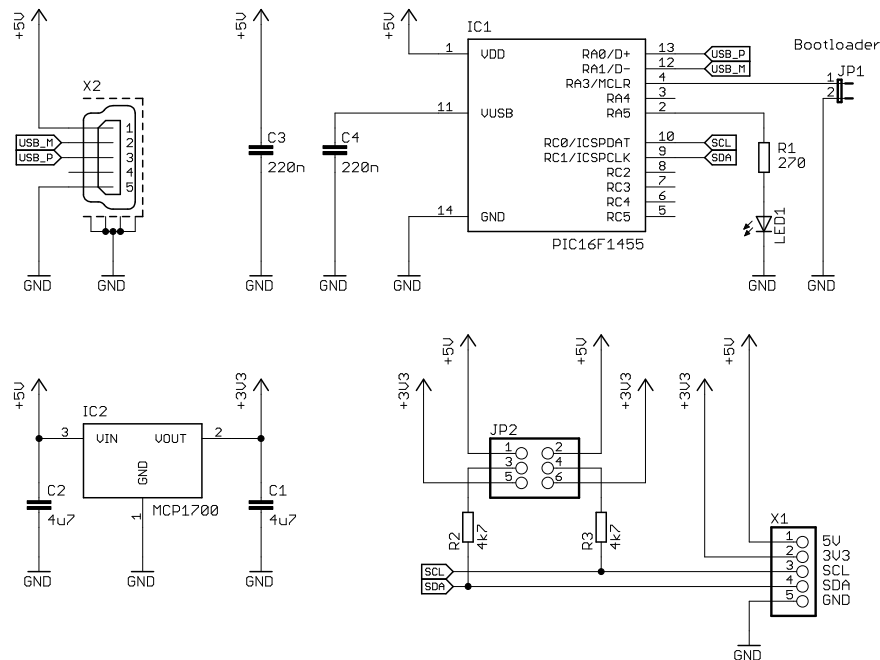 +5V
X2
1
2
3
4
5
USB_M
USB_P
GND
GND
+5V
C3
220n
GND
C4
220n
GND
+5V
IC1
1
VDD
11
VUSB
14
GND
RA0/D+
13
USB_P
RA1/D-
12
USB_M
RA3/MCLR
4
RA4
3
RA5
2
RC0/ICSPDAT
10
SCL
RC1/ICSPCLK
9
SDA
RC2
8
RC3
7
RC4
6
RC5
5
PIC16F1455
GND
R1
270
LED1
GND
Bootloader
JP1
1
2
GND
+5V
IC2
3
VIN
VOUT
2
GND
1
MCP1700
+3V3
C2
4u7
C1
4u7
GND
GND
GND
+5V
+5V
+5V
+3V3
+3V3
+3V3
JP2
1
2
3
4
5
6
R2
4k7
R3
4k7
SCL
SDA
X1
1
5V
2
3V3
3
SCL
4
SDA
5
GND
GND